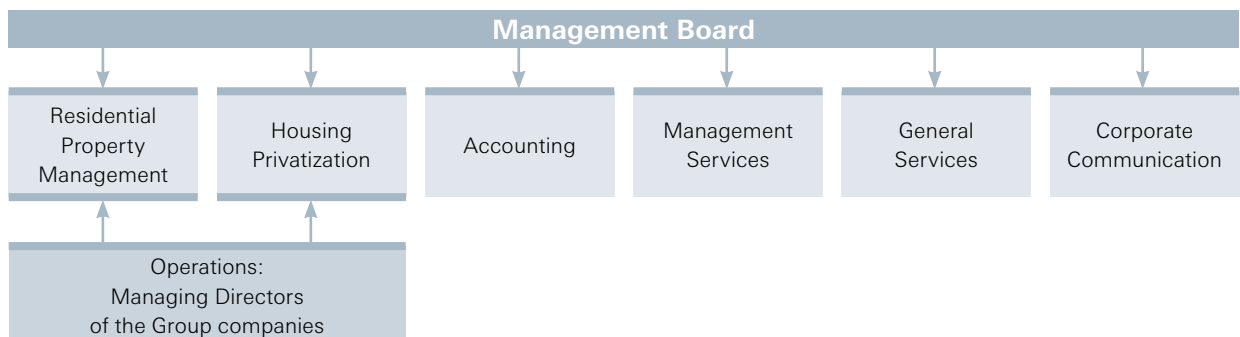 Management Board
Residential
Property
Management
Housing
Privatization
Accounting
Management
Services
General
Services
Corporate
Communication
Operations:
Managing Directors
of the Group companies